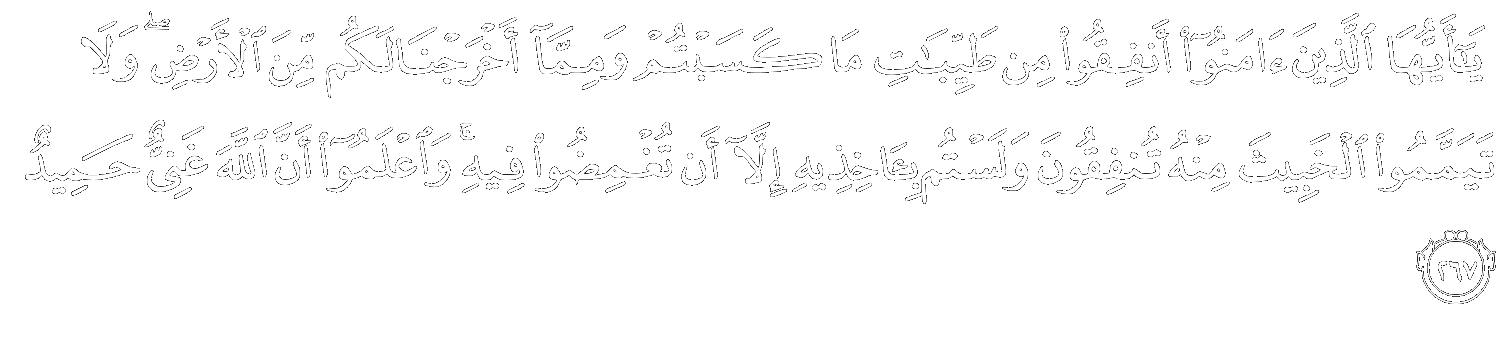 يَٰٓأَيُّهَا ٱلَّذِينَ ءَامَنُوٓا۟ أَنفِقُوا۟ مِن طَيِّبَٰتِ مَا كَسَبْتُمْ وَمِمَّآ أَخْرَجْنَا لَكُم مِّنَ ٱلْأَرْضِ ۖ وَلَا
تَيَمَّمُوا۟ ٱلْخَبِيثَ مِنْهُ تُنفِقُونَ وَلَسْتُم بِـَٔاخِذِيهِ إِلَّآ أَن تُغْمِضُوا۟ فِيهِ ۚ وَٱعْلَمُوٓا۟ أَنَّ ٱللَّهَ غَنِىٌّ حَمِيدٌ
٢٦٧